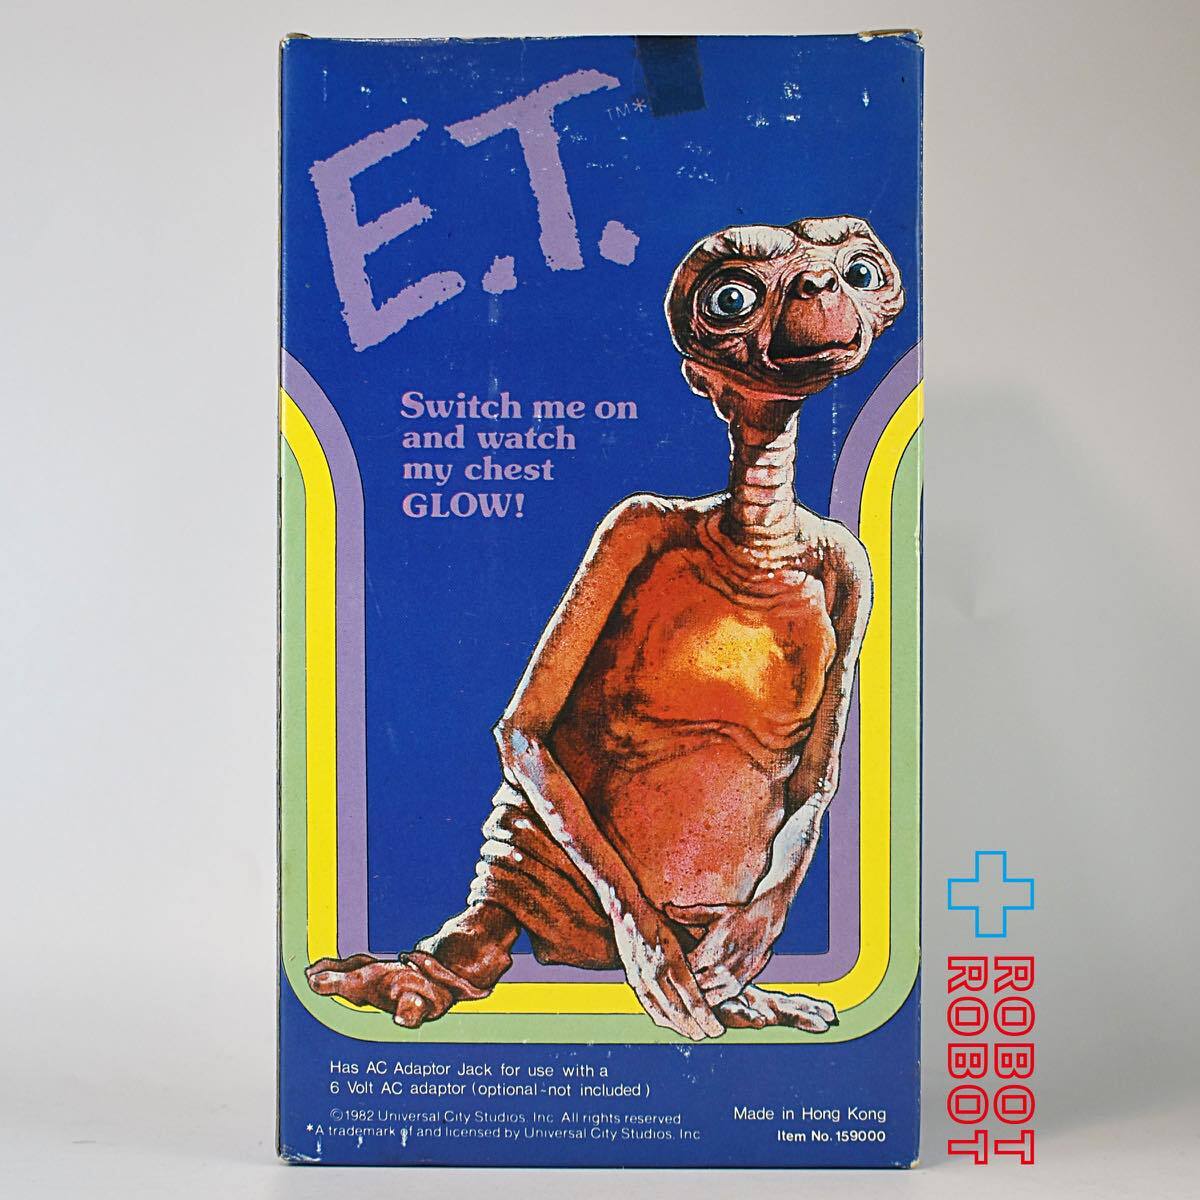 E.T.
TM*
Switch me on
and watch
my chest
GLOW!
Has AC Adaptor Jack for use with a
6 Volt AC adaptor (optional-not included)
©1982 Universal City Studios, Inc. All rights reserved
*A trademark of and licensed by Universal City Studios, Inc.
Made in Hong Kong
Item No. 159000
ROBOT
ROBOT